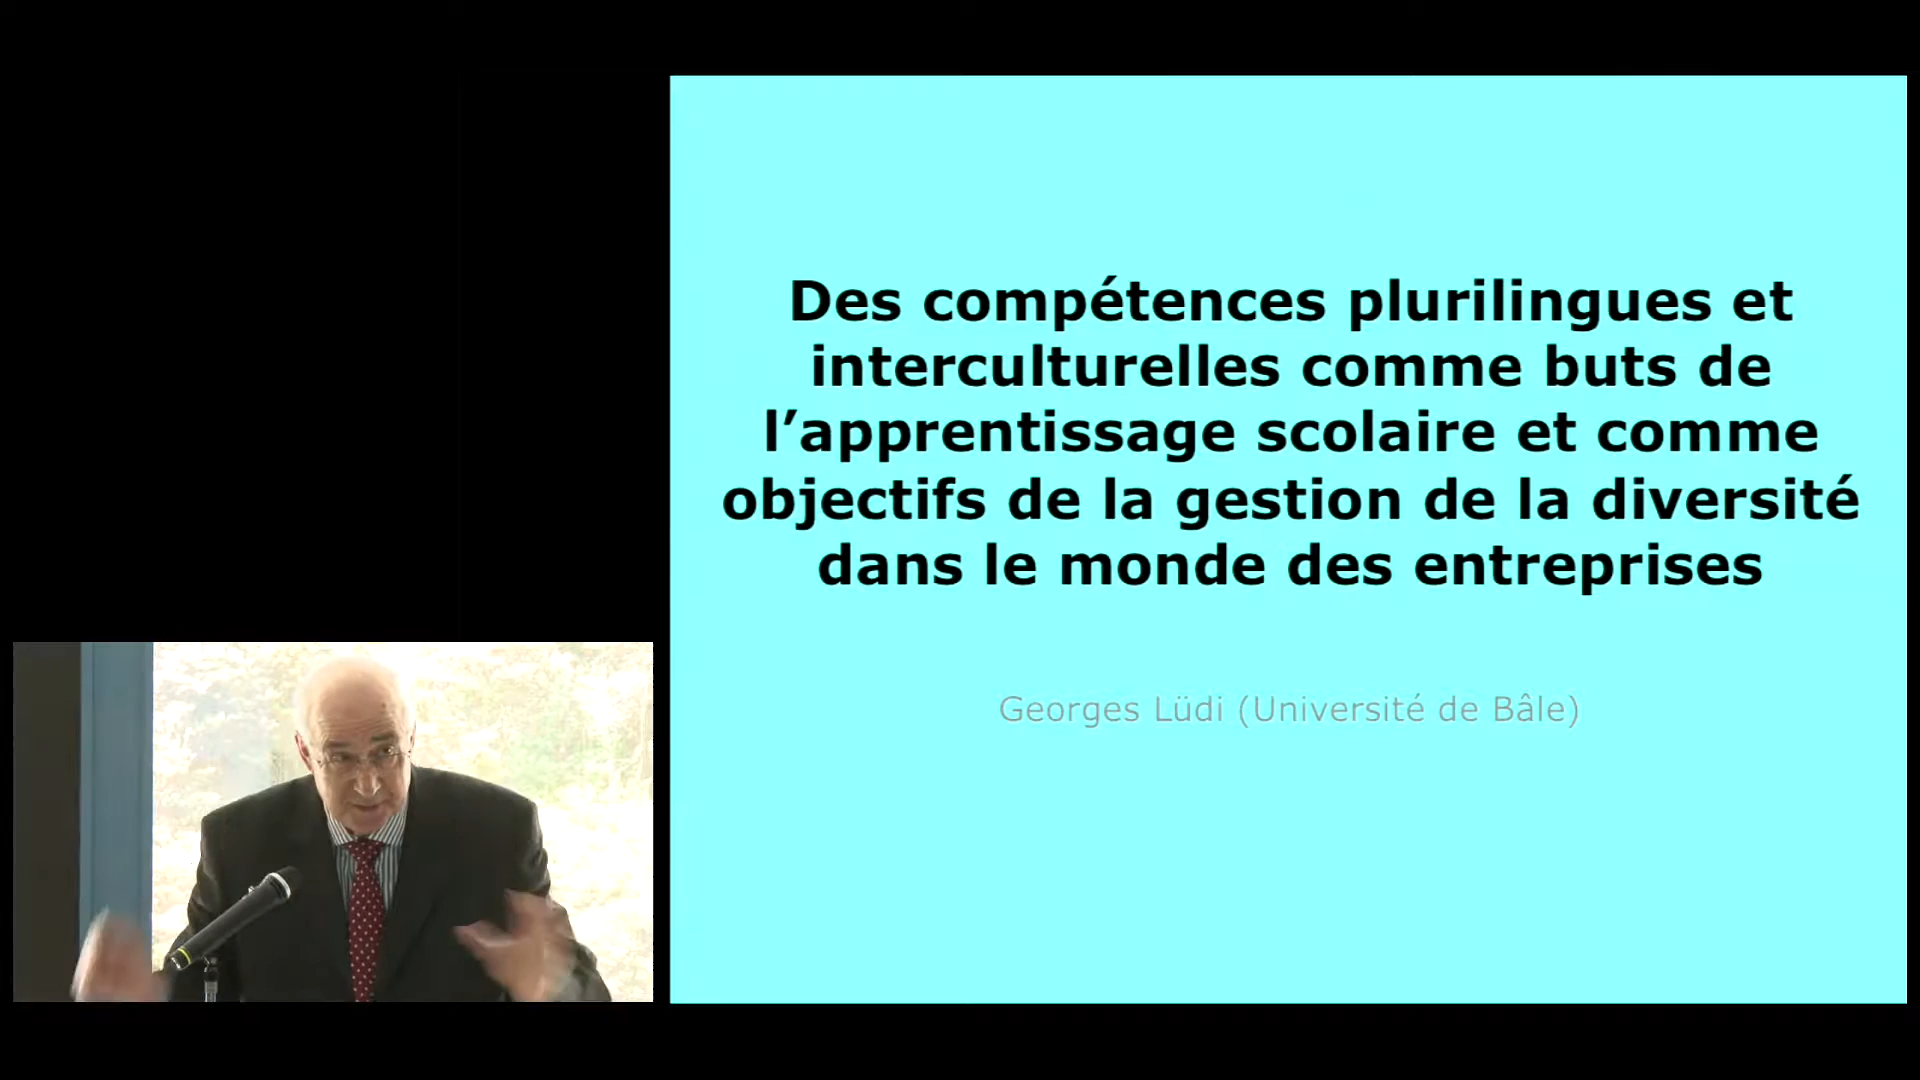 Des compétences plurilingues et
interculturelles comme buts de
l’apprentissage scolaire et comme
objectifs de la gestion de la diversité
dans le monde des entreprises
Georges Lüdi (Université de Bâle)